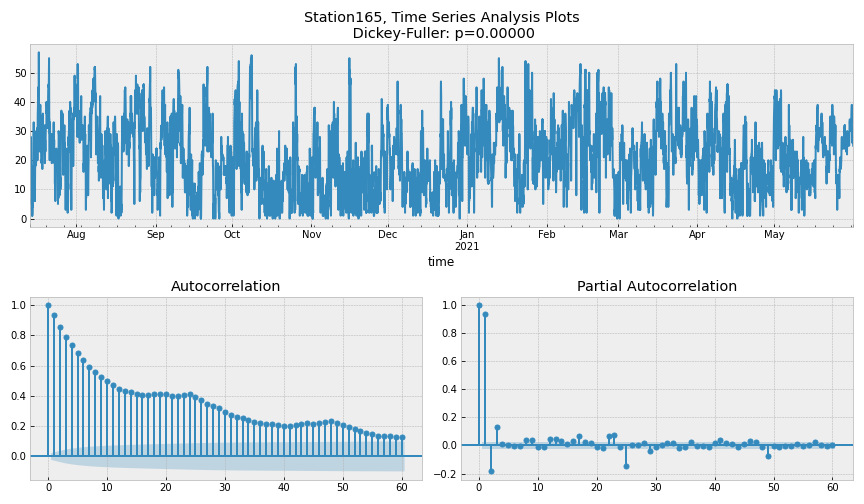 Station165, Time Series Analysis Plots
Dickey-Fuller: p=0.00000
50
40
30
20
10
0
Aug Sep Oct Nov Dec Jan Feb Mar Apr May
2021
time
Autocorrelation
1.0
0.8
0.6
0.4
0.2
0.0
0 10 20 30 40 50 60
Partial Autocorrelation
1.0
0.8
0.6
0.4
0.2
0.0
−0.2
0 10 20 30 40 50 60